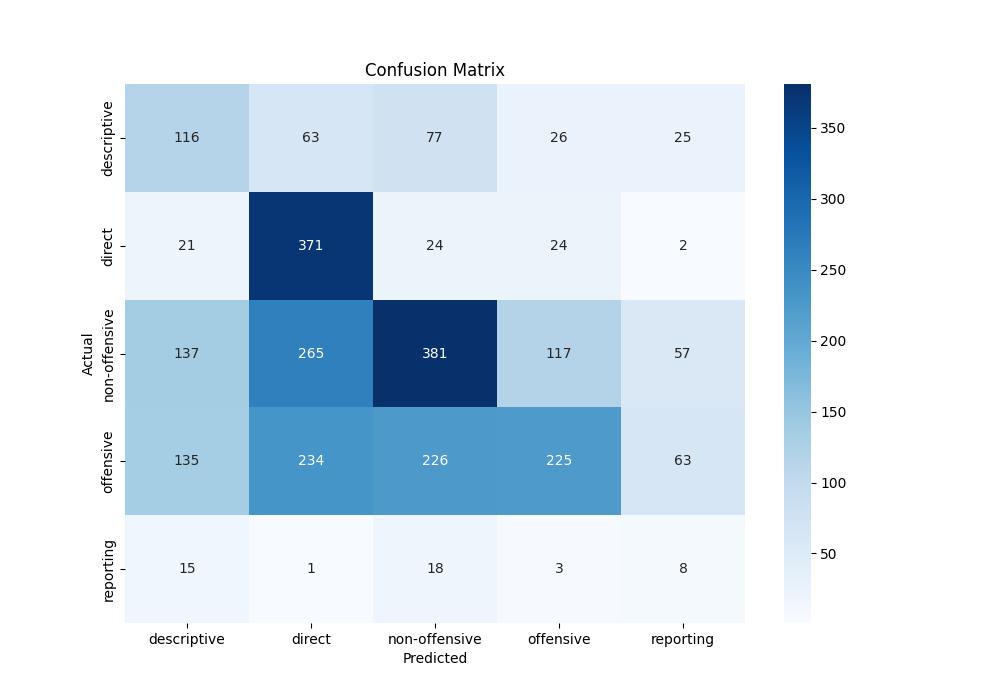 Confusion Matrix
Actual
descriptive 116 63 77 26 25
direct 21 371 24 24 2
non-offensive 137 265 381 117 57
offensive 135 234 226 225 63
reporting 15 1 18 3 8
descriptive direct non-offensive offensive reporting
Predicted
350
300
250
200
150
100
50